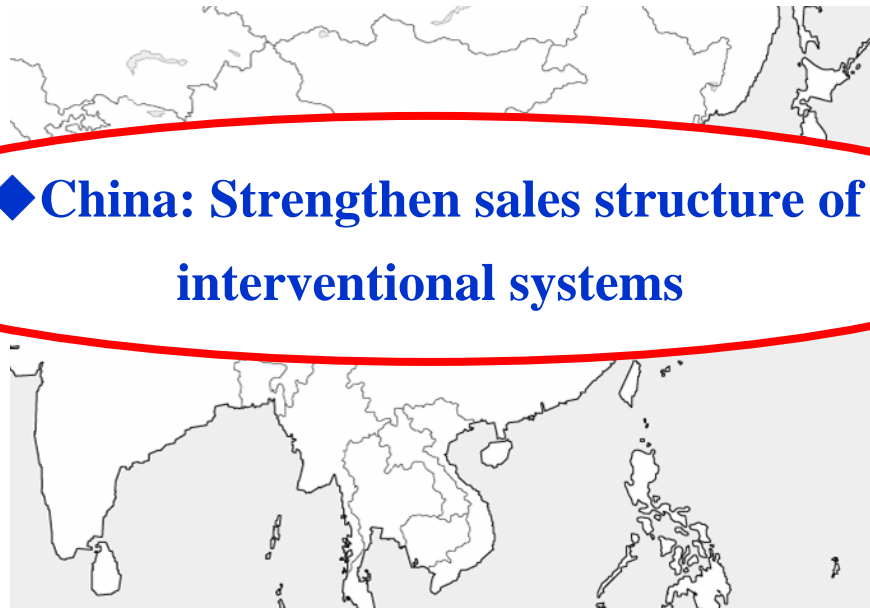 ◆China: Strengthen sales structure of
interventional systems